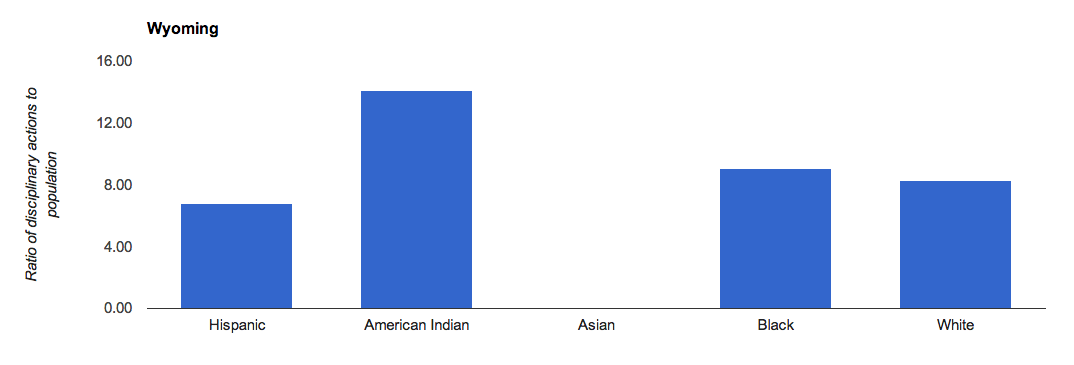 Wyoming
Ratio of disciplinary actions to
population
16.00
12.00
8.00
4.00
0.00
Hispanic
American Indian
Asian
Black
White